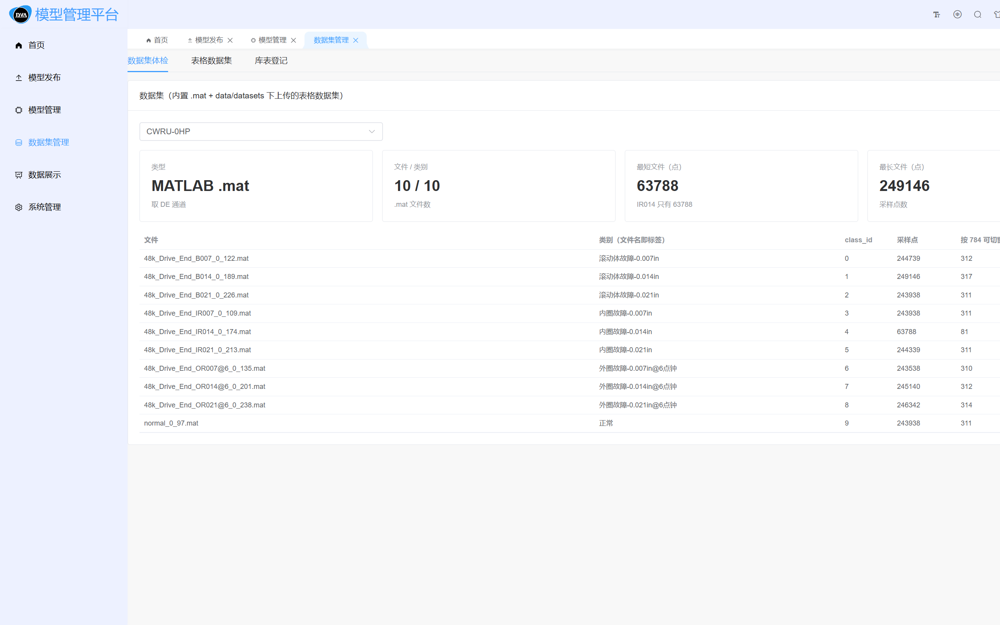 DVA 模型管理平台
首页
模型发布
模型管理
数据集管理
数据展示
系统管理
首页 模型发布 模型管理 数据集管理
数据集体检 表格数据集 库表登记
数据集（内置 .mat + data/datasets 下上传的表格数据集）
CWRU-0HP
类型
MATLAB .mat
取 DE 通道
文件 / 类别
10 / 10
.mat 文件数
最短文件（点）
63788
IR014 只有 63788
最长文件（点）
249146
采样点数
文件 类别（文件名即标签） class_id 采样点 按 784 可切
48k_Drive_End_B007_0_122.mat 滚动体故障-0.007in 0 244739 312
48k_Drive_End_B014_0_189.mat 滚动体故障-0.014in 1 249146 317
48k_Drive_End_B021_0_226.mat 滚动体故障-0.021in 2 243938 311
48k_Drive_End_IR007_0_109.mat 内圈故障-0.007in 3 243938 311
48k_Drive_End_IR014_0_174.mat 内圈故障-0.014in 4 63788 81
48k_Drive_End_IR021_0_213.mat 内圈故障-0.021in 5 244339 311
48k_Drive_End_OR007@6_0_135.mat 外圈故障-0.007in@6点钟 6 243538 310
48k_Drive_End_OR014@6_0_201.mat 外圈故障-0.014in@6点钟 7 245140 312
48k_Drive_End_OR021@6_0_238.mat 外圈故障-0.021in@6点钟 8 246342 314
normal_0_97.mat 正常 9 243938 311